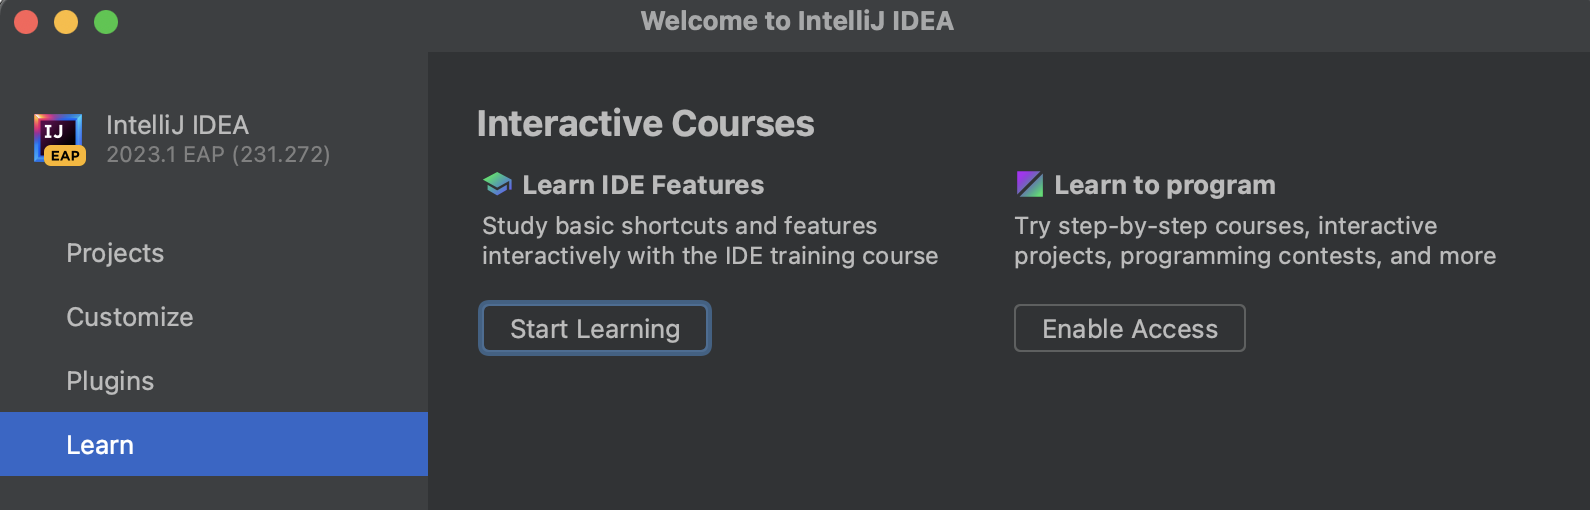 Welcome to IntelliJ IDEA
IJ
EAP
IntelliJ IDEA
2023.1 EAP (231.272)
Projects
Customize
Plugins
Learn
Interactive Courses
Learn IDE Features
Study basic shortcuts and features
interactively with the IDE training course
Start Learning
Learn to program
Try step-by-step courses, interactive
projects, programming contests, and more
Enable Access